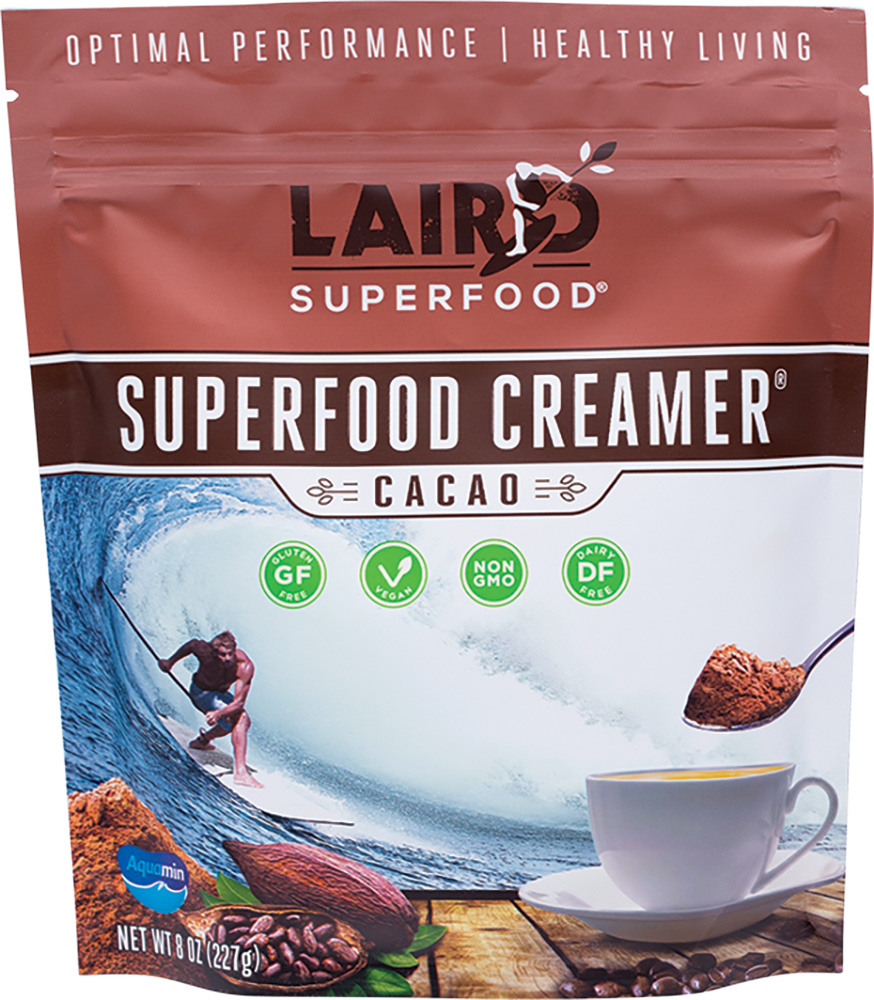 OPTIMAL PERFORMANCE | HEALTHY LIVING
LAIRD
SUPERFOOD®
SUPERFOOD CREAMER®
CACAO
GLUTEN
GF
FREE
V
VEGAN
NON
GMO
DAIRY
DF
FREE
Aquamin
NET WT 8 OZ (227g)